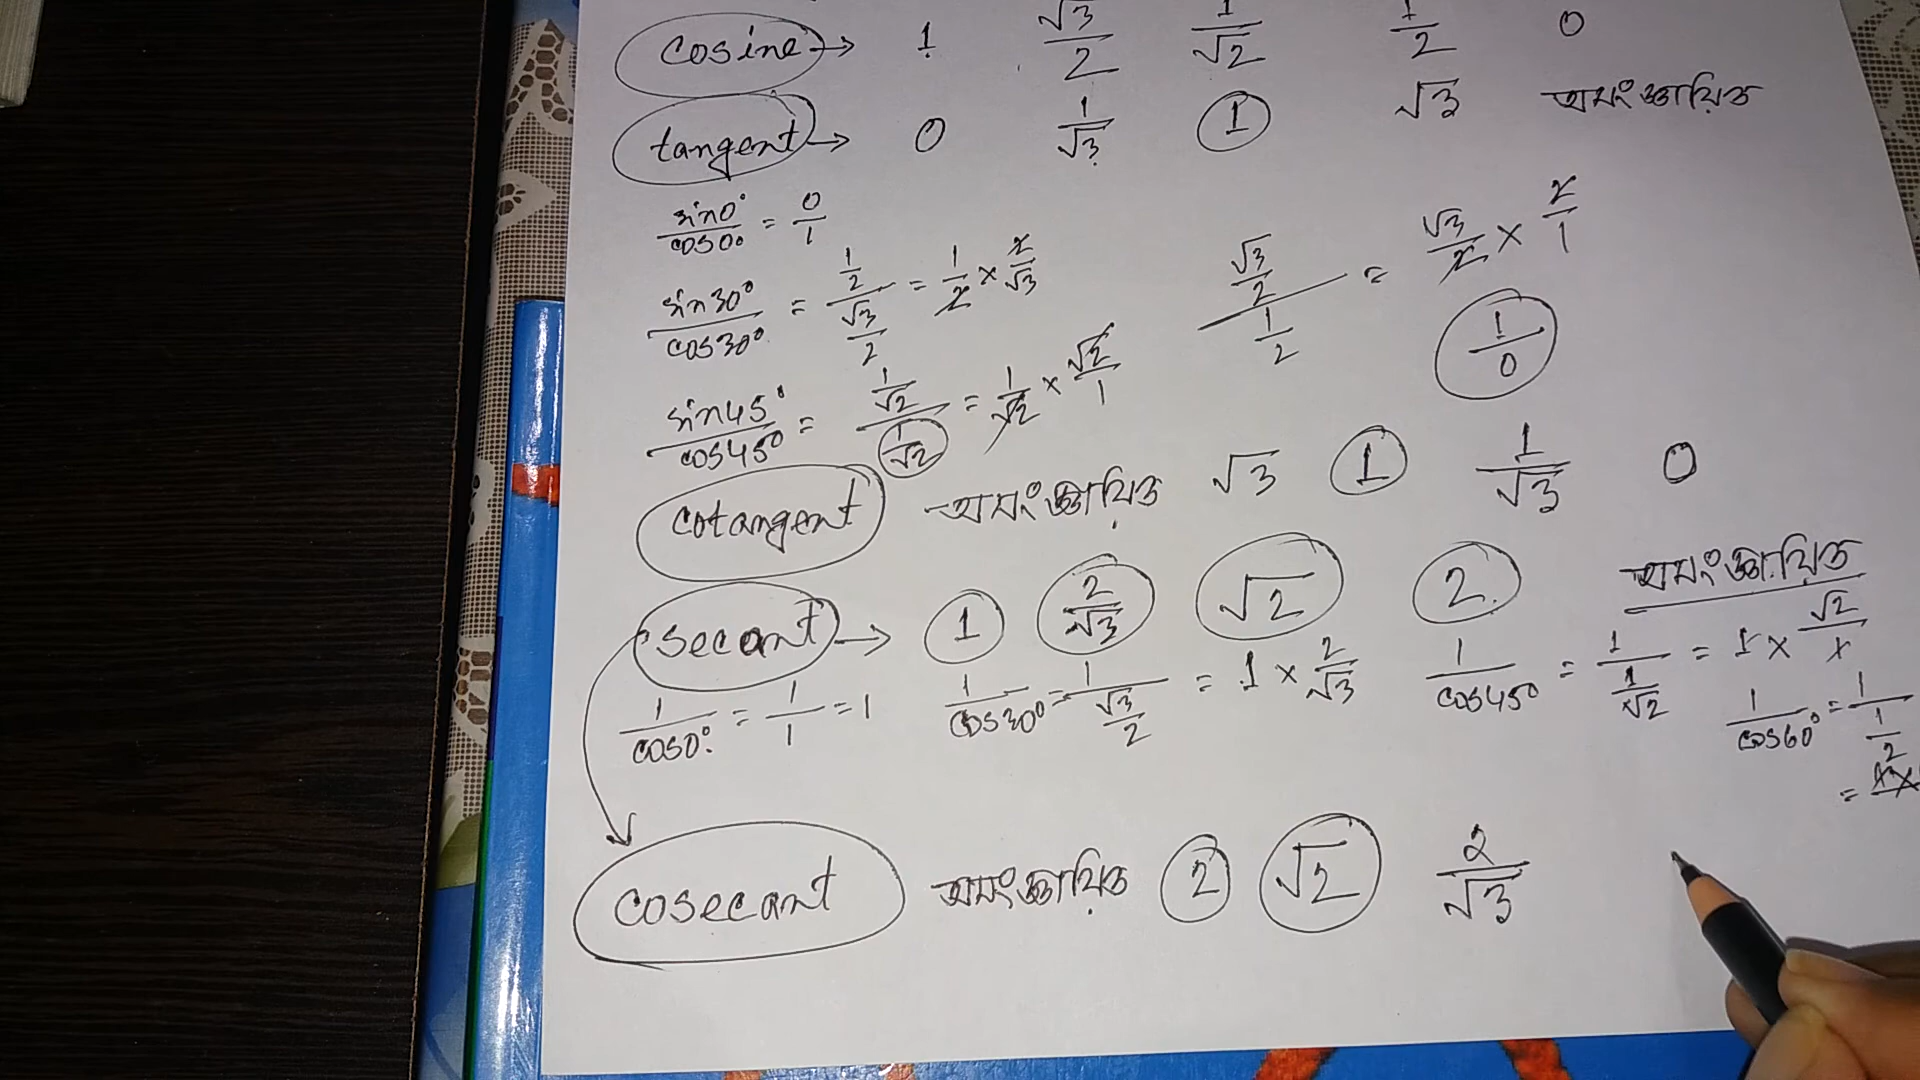 cosine → 1 √3/2 1/√2 1/2 0
tangent → 0 1/√3 1 √3 অসংজ্ঞায়িত
sin0°/cos0° = 0/1
sin30°/cos30° = (1/2)/(√3/2) = 1/2 × 2/√3
(√3/2)/(1/2) = √3/2 × 2/1
1/0
sin45°/cos45° = (1/√2)/(1/√2) = 1/√2 × √2/1
cotangent অসংজ্ঞায়িত √3 1 1/√3 0
secant → 1 2/√3 √2 2 অসংজ্ঞায়িত
1/cos0° = 1/1 = 1
1/cos30° = 1/(√3/2) = 1 × 2/√3
1/cos45° = 1/(1/√2) = 1 × √2/1
1/cos60° = 1/(1/2)
cosecant অসংজ্ঞায়িত 2 √2 2/√3